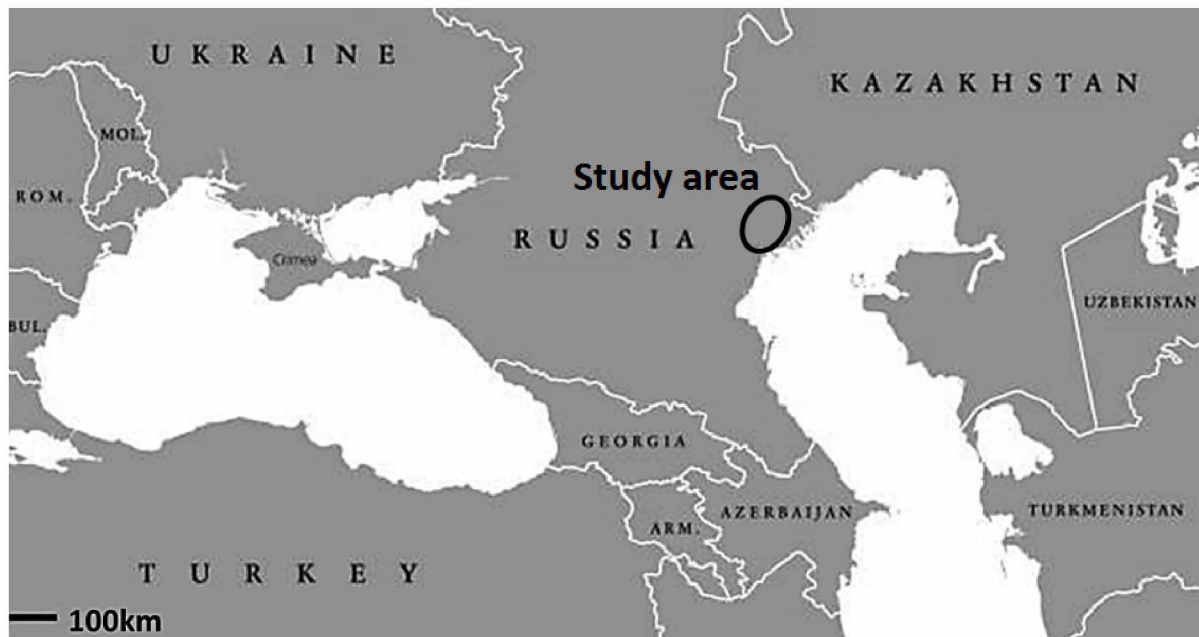 UKRAINE
KAZAKHSTAN
MOL.
Study area
ROM.
RUSSIA
Crimea
UZBEKISTAN
BUL.
GEORGIA
AZERBAIJAN
TURKMENISTAN
ARM.
TURKEY
100km